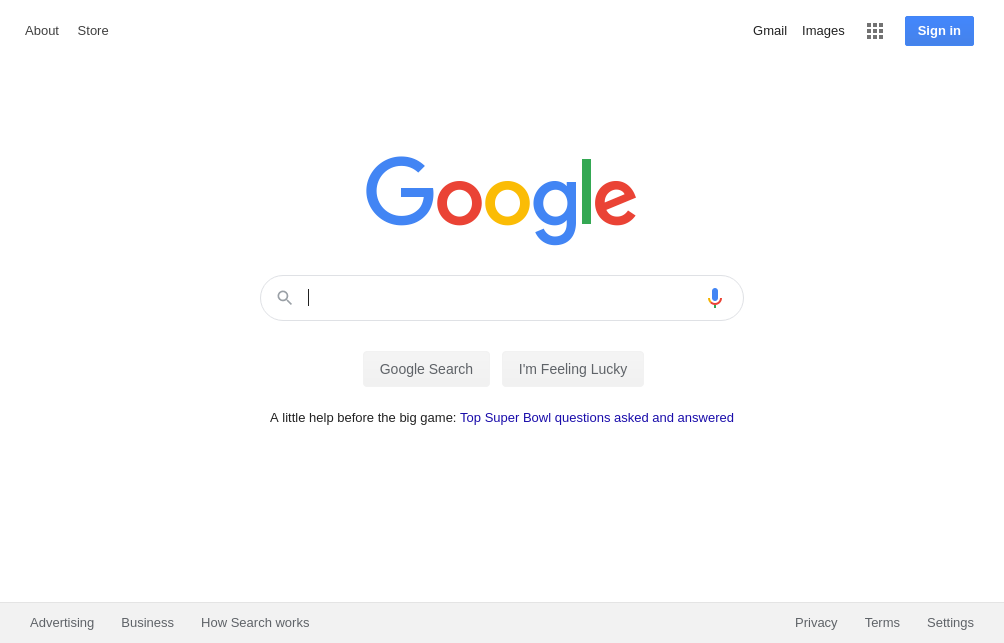 About Store Gmail Images Sign in
Google
Google Search I'm Feeling Lucky
A little help before the big game: Top Super Bowl questions asked and answered
Advertising Business How Search works Privacy Terms Settings